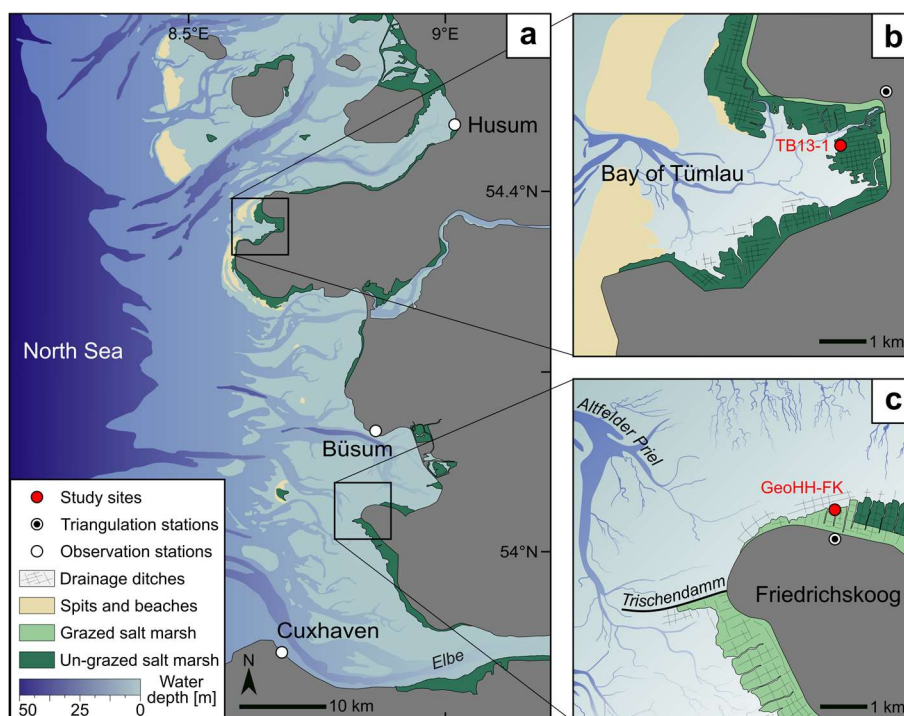 8.5°E
9°E
a
Husum
54.4°N
North Sea
Büsum
54°N
Cuxhaven
Elbe
N
10 km
Study sites
Triangulation stations
Observation stations
Drainage ditches
Spits and beaches
Grazed salt marsh
Un-grazed salt marsh
Water
depth [m]
50 25 0
b
TB13-1
Bay of Tümlau
1 km
c
Altfelder Priel
GeoHH-FK
Trischendamm
Friedrichskoog
1 km